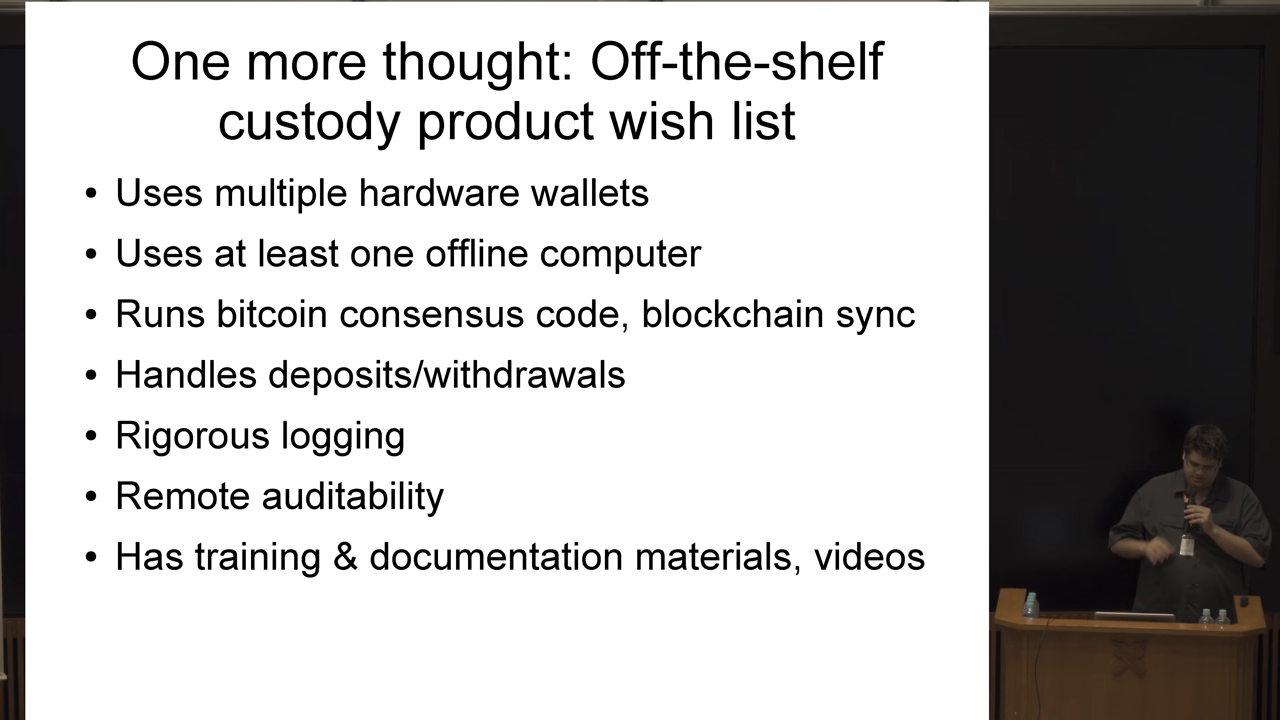 One more thought: Off-the-shelf
custody product wish list
• Uses multiple hardware wallets
• Uses at least one offline computer
• Runs bitcoin consensus code, blockchain sync
• Handles deposits/withdrawals
• Rigorous logging
• Remote auditability
• Has training & documentation materials, videos